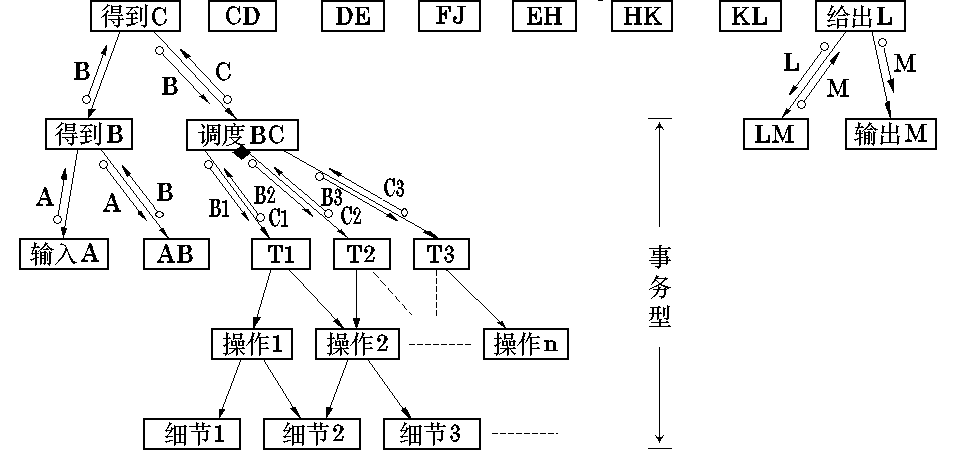 得到C CD DE FJ EH HK KL 给出L
B B C L M M
得到B 调度BC LM 输出M
A A B B1 B2 C1 B3 C2 C3
输入A AB T1 T2 T3
事务型
操作1 操作2 操作n
细节1 细节2 细节3